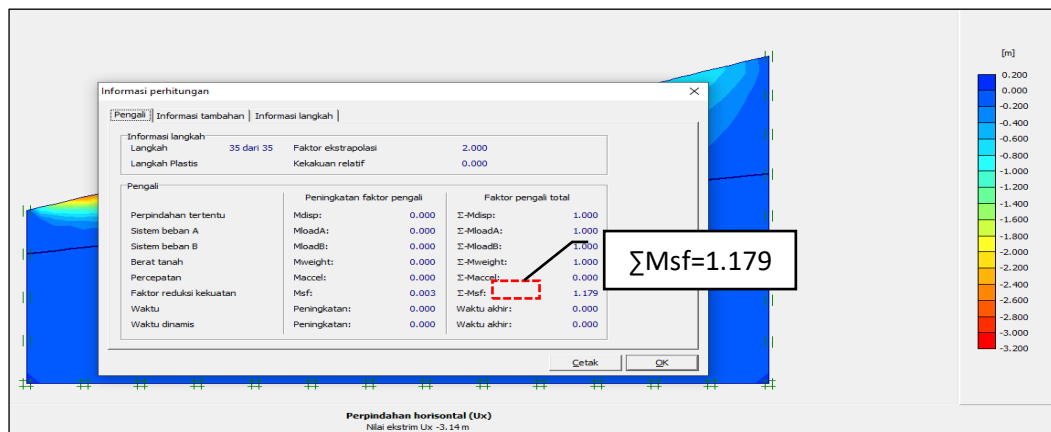 [m]
0.200
0.000
-0.200
-0.400
-0.600
-0.800
-1.000
-1.200
-1.400
-1.600
-1.800
-2.000
-2.200
-2.400
-2.600
-2.800
-3.000
-3.200
Informasi perhitungan
Pengali Informasi tambahan Informasi langkah
Informasi langkah
Langkah 35 dari 35 Faktor ekstrapolasi 2.000
Langkah Plastis Kekakuan relatif 0.000
Pengali
Peningkatan faktor pengali Faktor pengali total
Perpindahan tertentu Mdisp: 0.000 Σ-Mdisp: 1.000
Sistem beban A MloadA: 0.000 Σ-MloadA: 1.000
Sistem beban B MloadB: 0.000 Σ-MloadB: 1.000
Berat tanah Mweight: 0.000 Σ-Mweight: 1.000
Percepatan Maccel: 0.000 Σ-Maccel: 0.000
Faktor reduksi kekuatan Msf: 0.003 Σ-Msf: 1.179
Waktu Peningkatan: 0.000 Waktu akhir: 0.000
Waktu dinamis Peningkatan: 0.000 Waktu akhir: 0.000
∑Msf=1.179
Cetak OK
Perpindahan horisontal (Ux)
Nilai ekstrim Ux -3.14 m